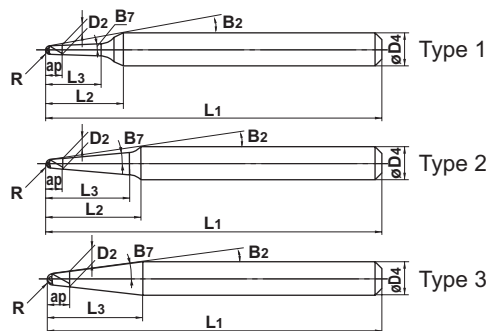 D2 B7 B2
R ap L3 L2 L1 øD4 Type 1
D2 B7 B2
R ap L3 L2 L1 øD4 Type 2
D2 B7 B2
R ap L3 L1 øD4 Type 3